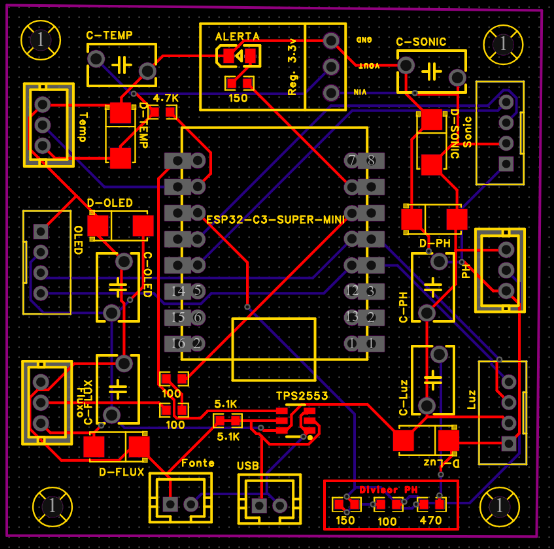 1
C-TEMP
ALERTA
150
Reg. 3.3v
GND
VOUT
VIN
C-SONIC
1
4.7K
Temp
D-TEMP
D-SONIC
Sonic
ESP32-C3-SUPER-MINI
7 8
D-OLED
OLED
C-OLED
D-PH
PH
C-PH
14 5
13 3
15 6
12
16 2
11 1
C-FLUX
Fluxo
100
100
5.1K
5.1K
TPS2553
C-Luz
Luz
D-Luz
D-FLUX
Fonte
USB
Divisor PH
150
100
470
1
1